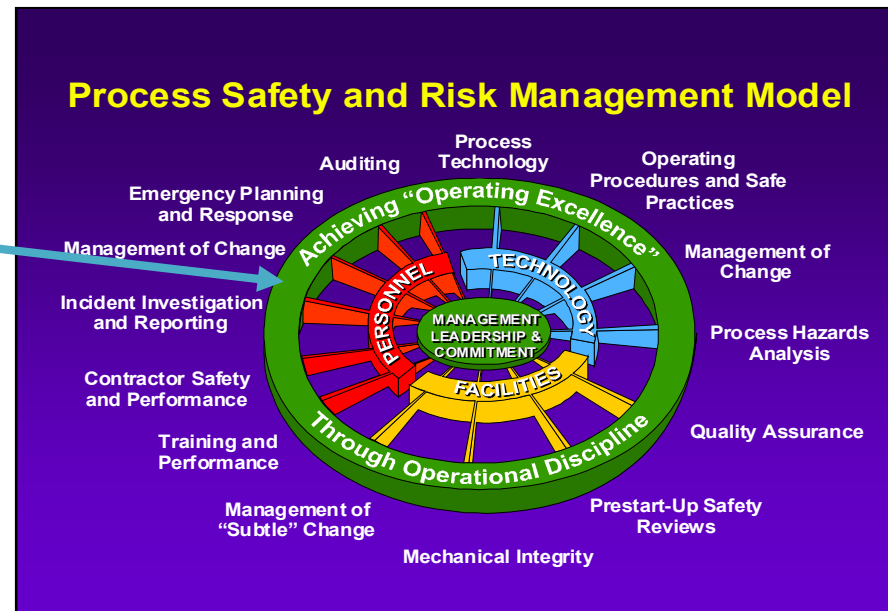 Process Safety and Risk Management Model
Process
Technology
Auditing
Operating
Procedures and Safe
Practices
Emergency Planning
and Response
Achieving “Operating Excellence”
Management of Change
Management of
Change
PERSONNEL
TECHNOLOGY
Incident Investigation
and Reporting
MANAGEMENT
LEADERSHIP &
COMMITMENT
Process Hazards
Analysis
FACILITIES
Contractor Safety
and Performance
Through Operational Discipline
Quality Assurance
Training and
Performance
Management of
“Subtle” Change
Prestart-Up Safety
Reviews
Mechanical Integrity